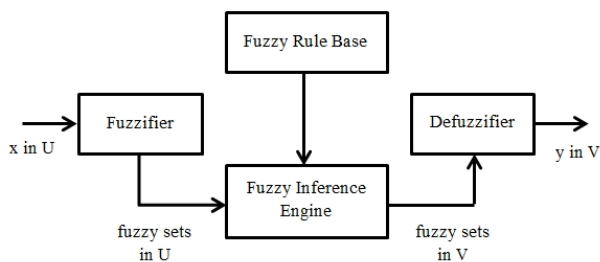 Fuzzy Rule Base
Fuzzifier
Defuzzifier
x in U
y in V
Fuzzy Inference
Engine
fuzzy sets
in U
fuzzy sets
in V